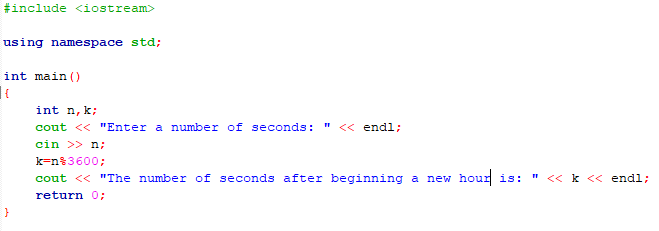 #include <iostream>
using namespace std;
int main()
{
int n,k;
cout << "Enter a number of seconds: " << endl;
cin >> n;
k=n%3600;
cout << "The number of seconds after beginning a new hour is: " << k << endl;
return 0;
}